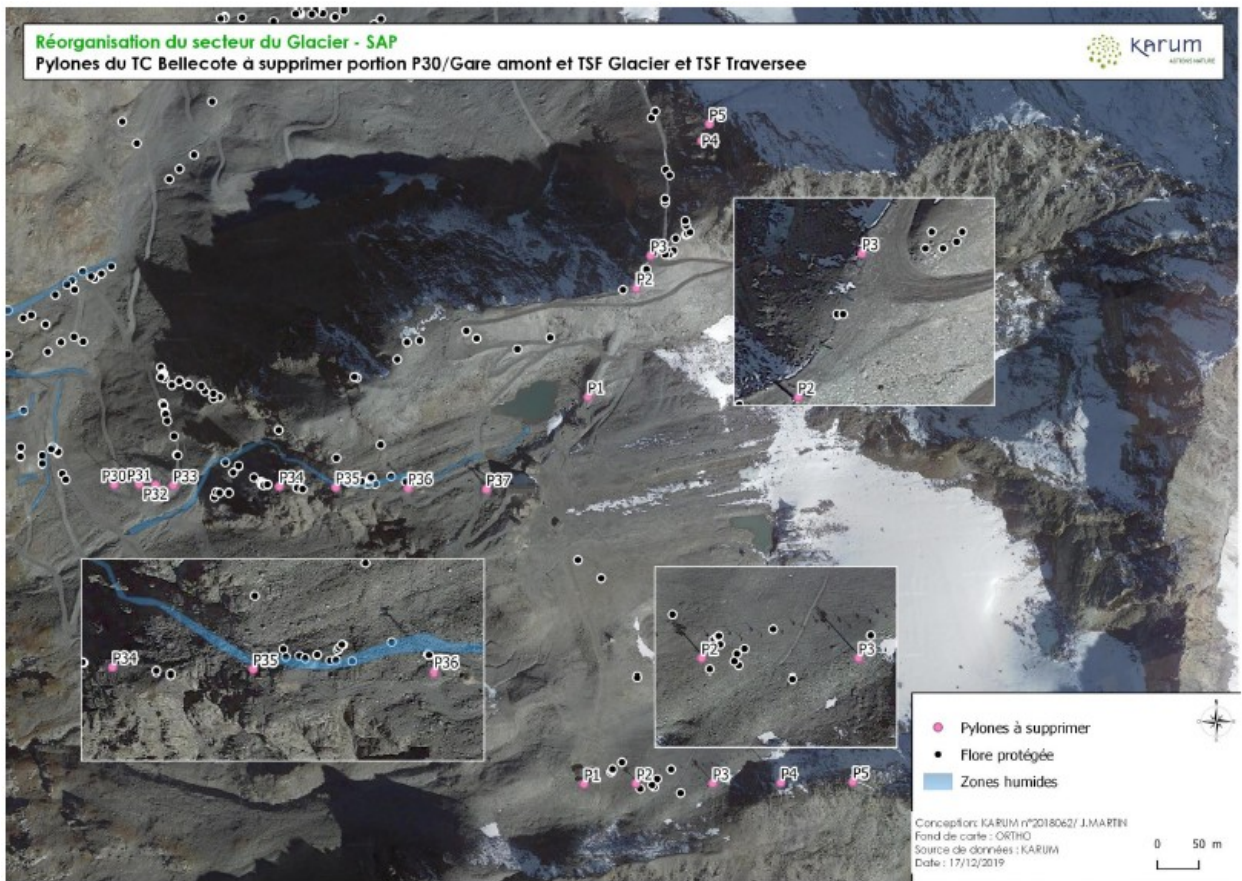 Réorganisation du secteur du Glacier - SAP
Pylones du TC Bellecote à supprimer portion P30/Gare amont et TSF Glacier et TSF Traversee
Karum
ACTIONS NATURE
P5
P4
P3
P2
P3
P2
P1
P30
P31
P32
P33
P34
P35
P36
P37
P34
P35
P36
P2
P3
P1
P2
P3
P4
P5
Pylones à supprimer
Flore protégée
Zones humides
Conception: KARUM n°2018062/ J.MARTIN
Fond de carte : ORTHO
Source de données : KARUM
Date : 17/12/2019
0 50 m